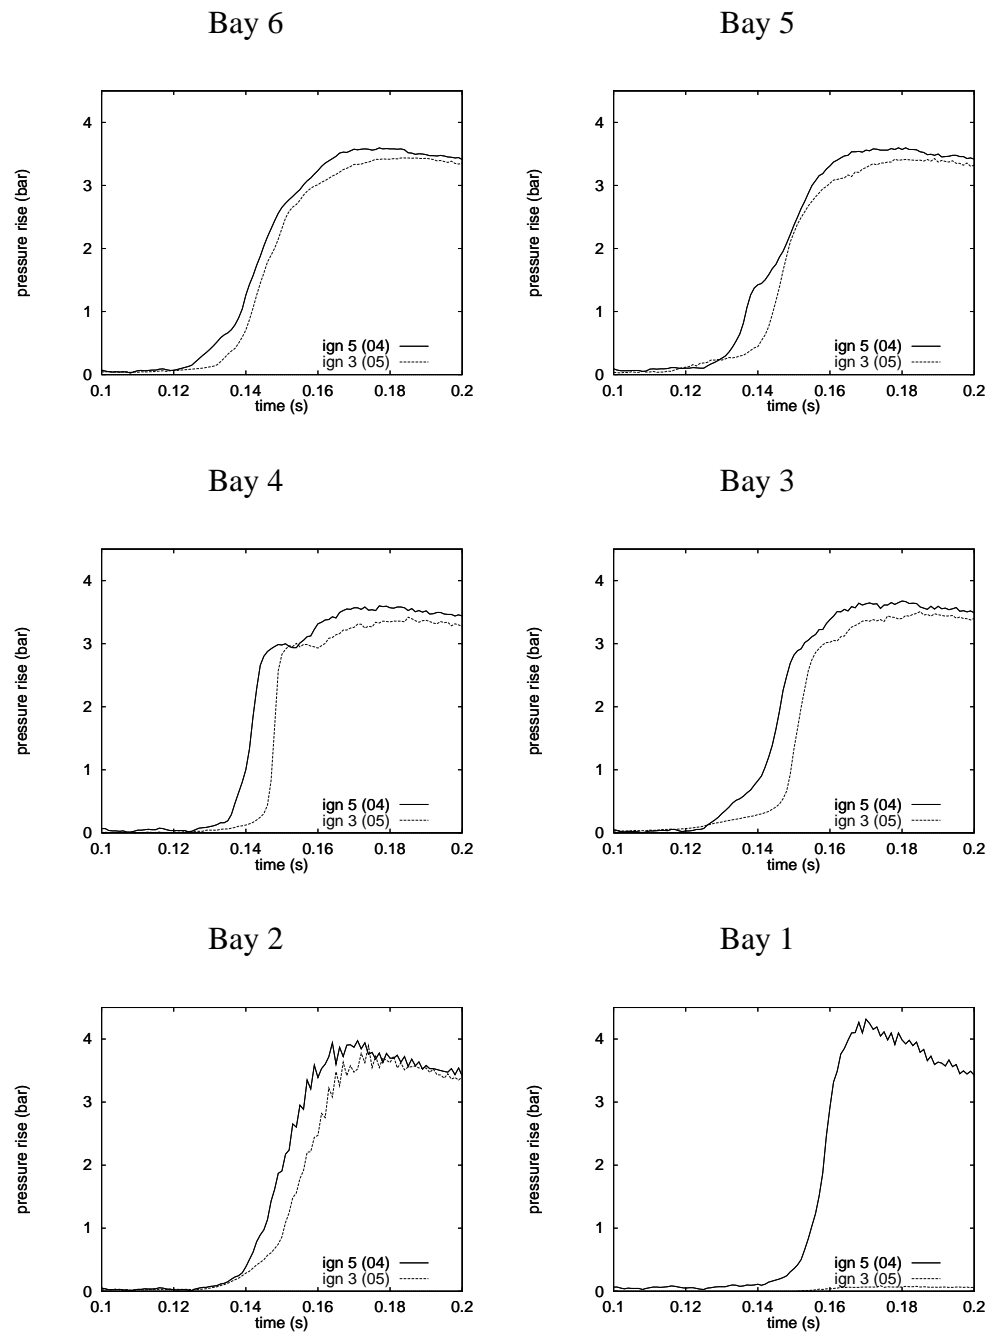 Bay 6
Bay 5
4
3
2
1
0
pressure rise (bar)
ign 5 (04)
ign 3 (05)
0.1 0.12 0.14 0.16 0.18 0.2
time (s)
4
3
2
1
0
pressure rise (bar)
ign 5 (04)
ign 3 (05)
0.1 0.12 0.14 0.16 0.18 0.2
time (s)
Bay 4
Bay 3
4
3
2
1
0
pressure rise (bar)
ign 5 (04)
ign 3 (05)
0.1 0.12 0.14 0.16 0.18 0.2
time (s)
4
3
2
1
0
pressure rise (bar)
ign 5 (04)
ign 3 (05)
0.1 0.12 0.14 0.16 0.18 0.2
time (s)
Bay 2
Bay 1
4
3
2
1
0
pressure rise (bar)
ign 5 (04)
ign 3 (05)
0.1 0.12 0.14 0.16 0.18 0.2
time (s)
4
3
2
1
0
pressure rise (bar)
ign 5 (04)
ign 3 (05)
0.1 0.12 0.14 0.16 0.18 0.2
time (s)